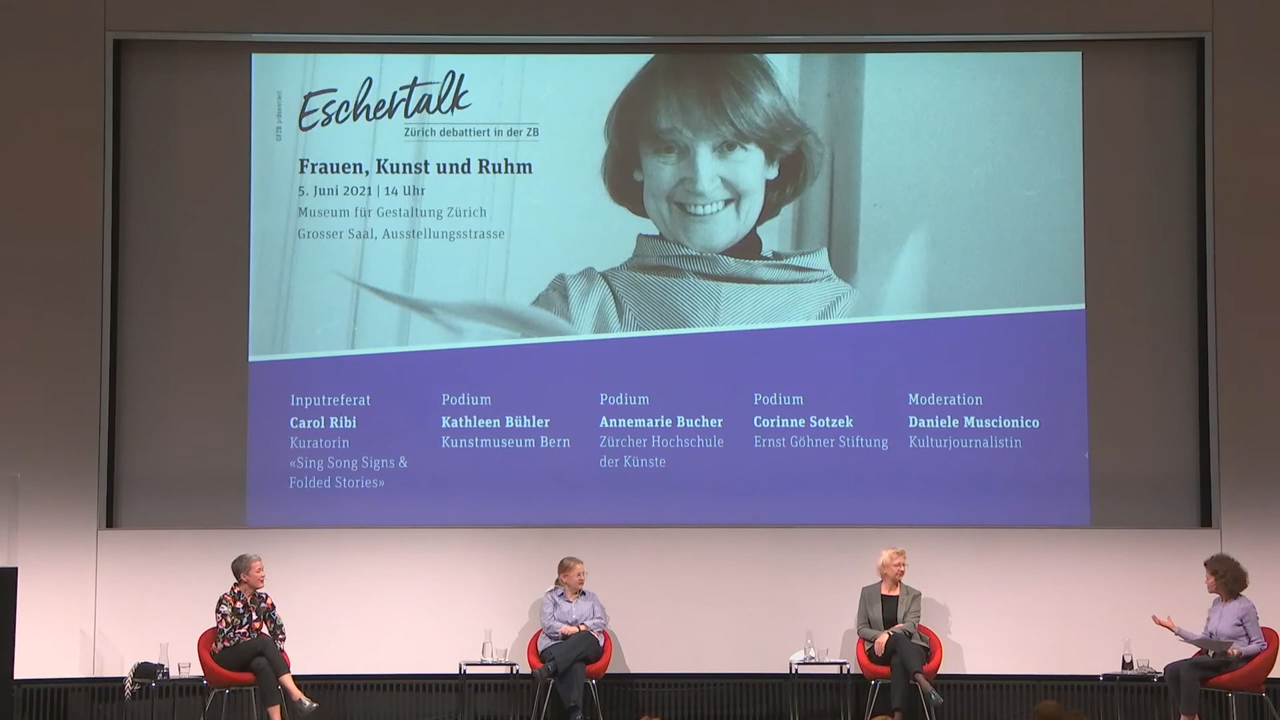 GFZB präsentiert
Eschertalk
Zürich debattiert in der ZB
Frauen, Kunst und Ruhm
5. Juni 2021 | 14 Uhr
Museum für Gestaltung Zürich
Grosser Saal, Ausstellungsstrasse
Inputreferat
Carol Ribi
Kuratorin
«Sing Song Signs &
Folded Stories»
Podium
Kathleen Bühler
Kunstmuseum Bern
Podium
Annemarie Bucher
Zürcher Hochschule
der Künste
Podium
Corinne Sotzek
Ernst Göhner Stiftung
Moderation
Daniele Muscionico
Kulturjournalistin